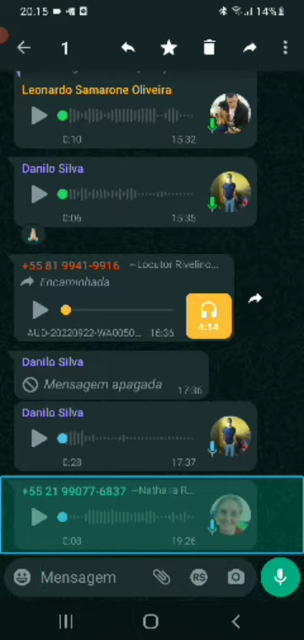 20:15
14%
1
Leonardo Samarone Oliveira
0:10 15:32
Danilo Silva
0:06 15:35
+55 81 9941-9916 ~Locutor Rivelino...
Encaminhada
AUD-20220922-WA0050... 16:36
4:14
Danilo Silva
Mensagem apagada 17:36
Danilo Silva
0:28 17:37
+55 21 99077-6837
0:08 19:26
Mensagem
RS